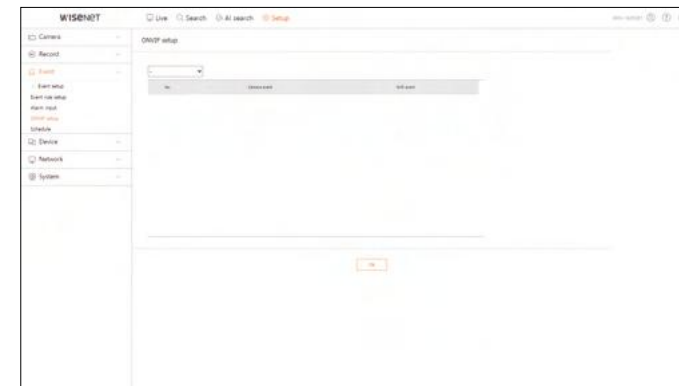 WISENET
Live Search AI search Setup
Camera
Record
Event
Event setup
Event rule setup
Alarm input
ONVIF setup
Schedule
Device
Network
System
ONVIF setup
No.
Camera event
NVR event
Ok